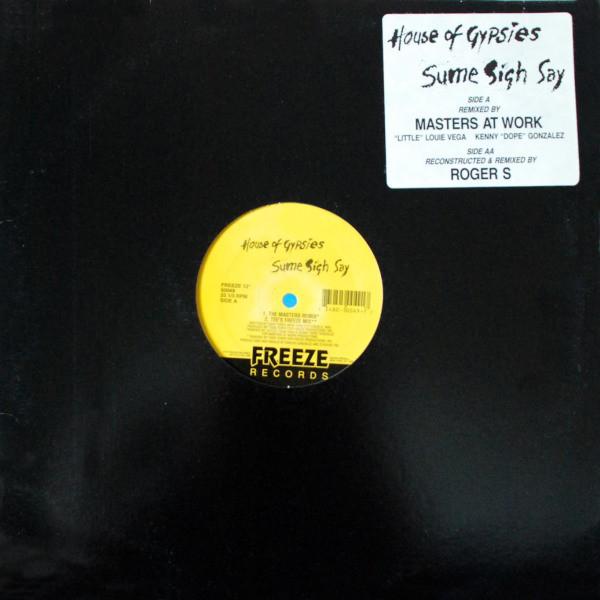 House of Gypsies
Sume Sigh Say
SIDE A
REMIXED BY
MASTERS AT WORK
"LITTLE" LOUIE VEGA KENNY "DOPE" GONZALEZ
SIDE AA
RECONSTRUCTED & REMIXED BY
ROGER S
House of Gypsies
Sume Sigh Say
FREEZE 12"
50049
33 1/3 RPM
SIDE A
1. THE MASTERS REMIX*
FREEZE
RECORDS